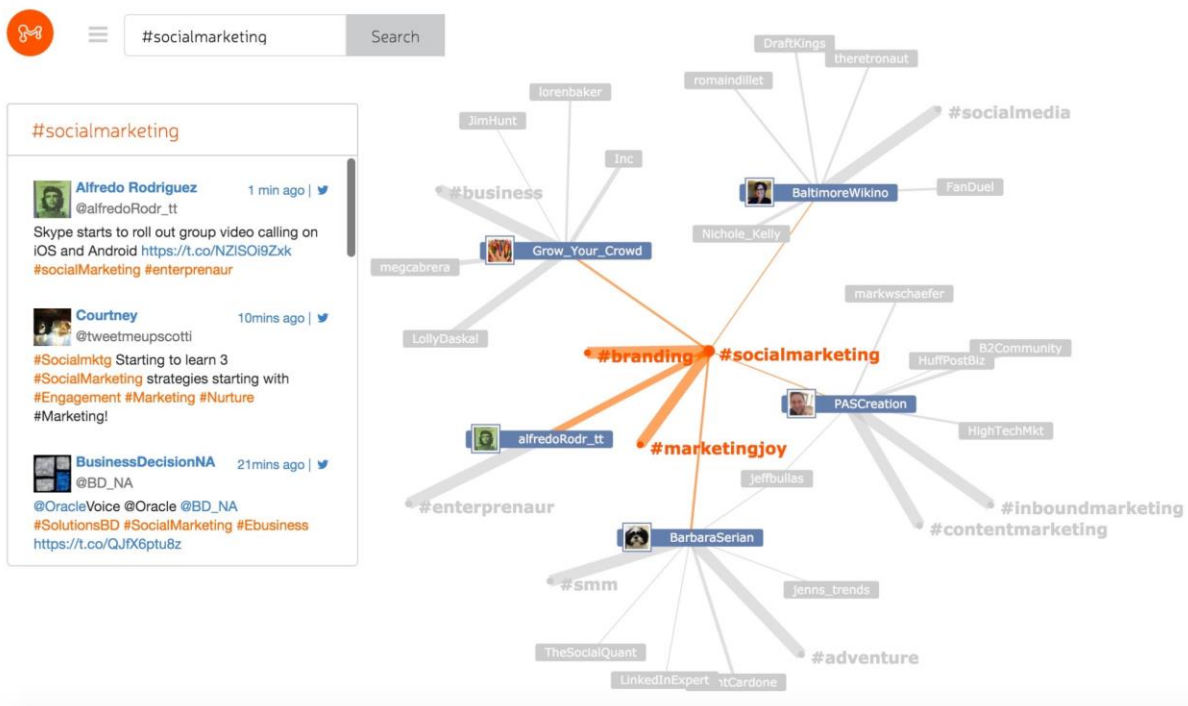 #socialmarketing
Search
#socialmarketing
Alfredo Rodriguez
1 min ago |
@alfredoRodr_tt
Skype starts to roll out group video calling on
iOS and Android https://t.co/NZlSOi9Zxk
#socialMarketing #enterprenaur
Courtney
10mins ago |
@tweetmeupscotti
#Socialmktg Starting to learn 3
#SocialMarketing strategies starting with
#Engagement #Marketing #Nurture
#Marketing!
BusinessDecisionNA
21mins ago |
@BD_NA
@OracleVoice @Oracle @BD_NA
#SolutionsBD #SocialMarketing #Ebusiness
https://t.co/QJfX6ptu8z
DraftKings
theretronaut
romaindillet
lorenbaker
#socialmedia
JimHunt
Inc
FanDuel
#business
BaltimoreWikino
Nichole_Kelly
Grow_Your_Crowd
megcabrera
markwschaefer
LollyDaskal
B2Community
#branding
#socialmarketing
HuffPostBiz
PASCreation
HighTechMkt
alfredoRodr_tt
#marketingjoy
jeffbullas
#enterprenaur
#inboundmarketing
#contentmarketing
BarbaraSerian
#smm
jenns_trends
TheSocialQuant
#adventure
LinkedInExpert
ntCardone